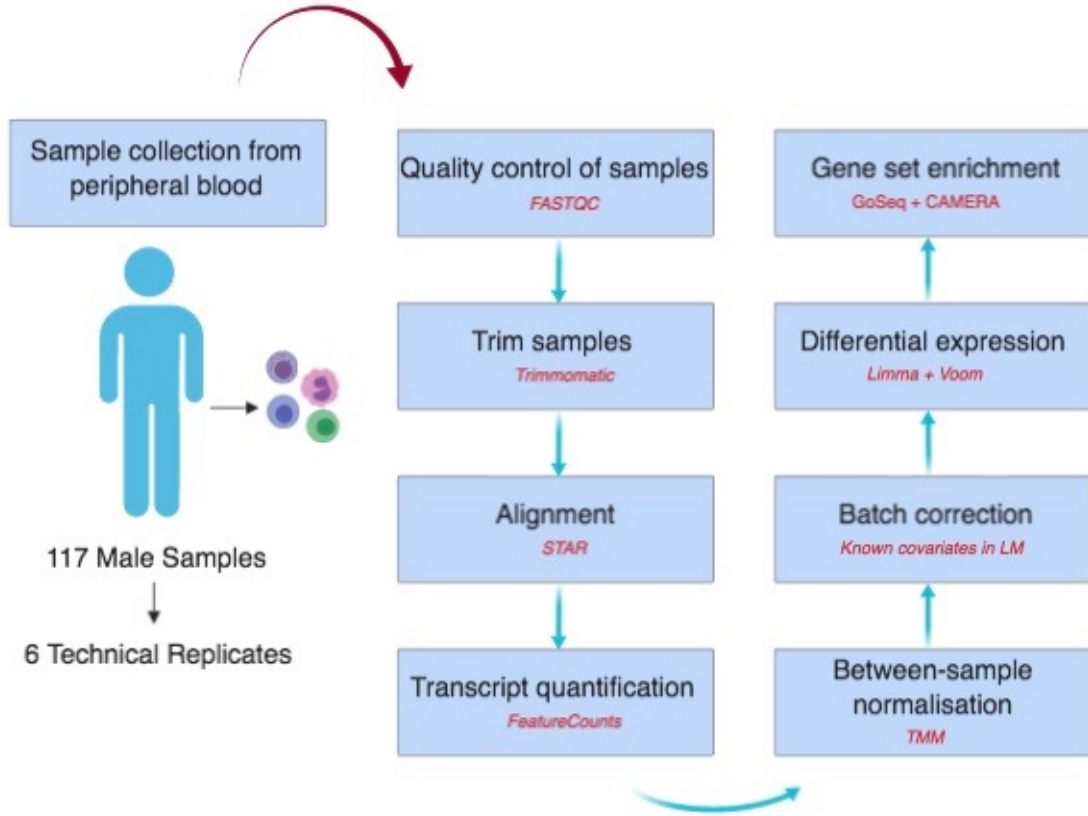 Sample collection from
peripheral blood
117 Male Samples
6 Technical Replicates
Quality control of samples
FASTQC
Trim samples
Trimmomatic
Alignment
STAR
Transcript quantification
FeatureCounts
Between-sample
normalisation
TMM
Batch correction
Known covariates in LM
Differential expression
Limma + Voom
Gene set enrichment
GoSeq + CAMERA